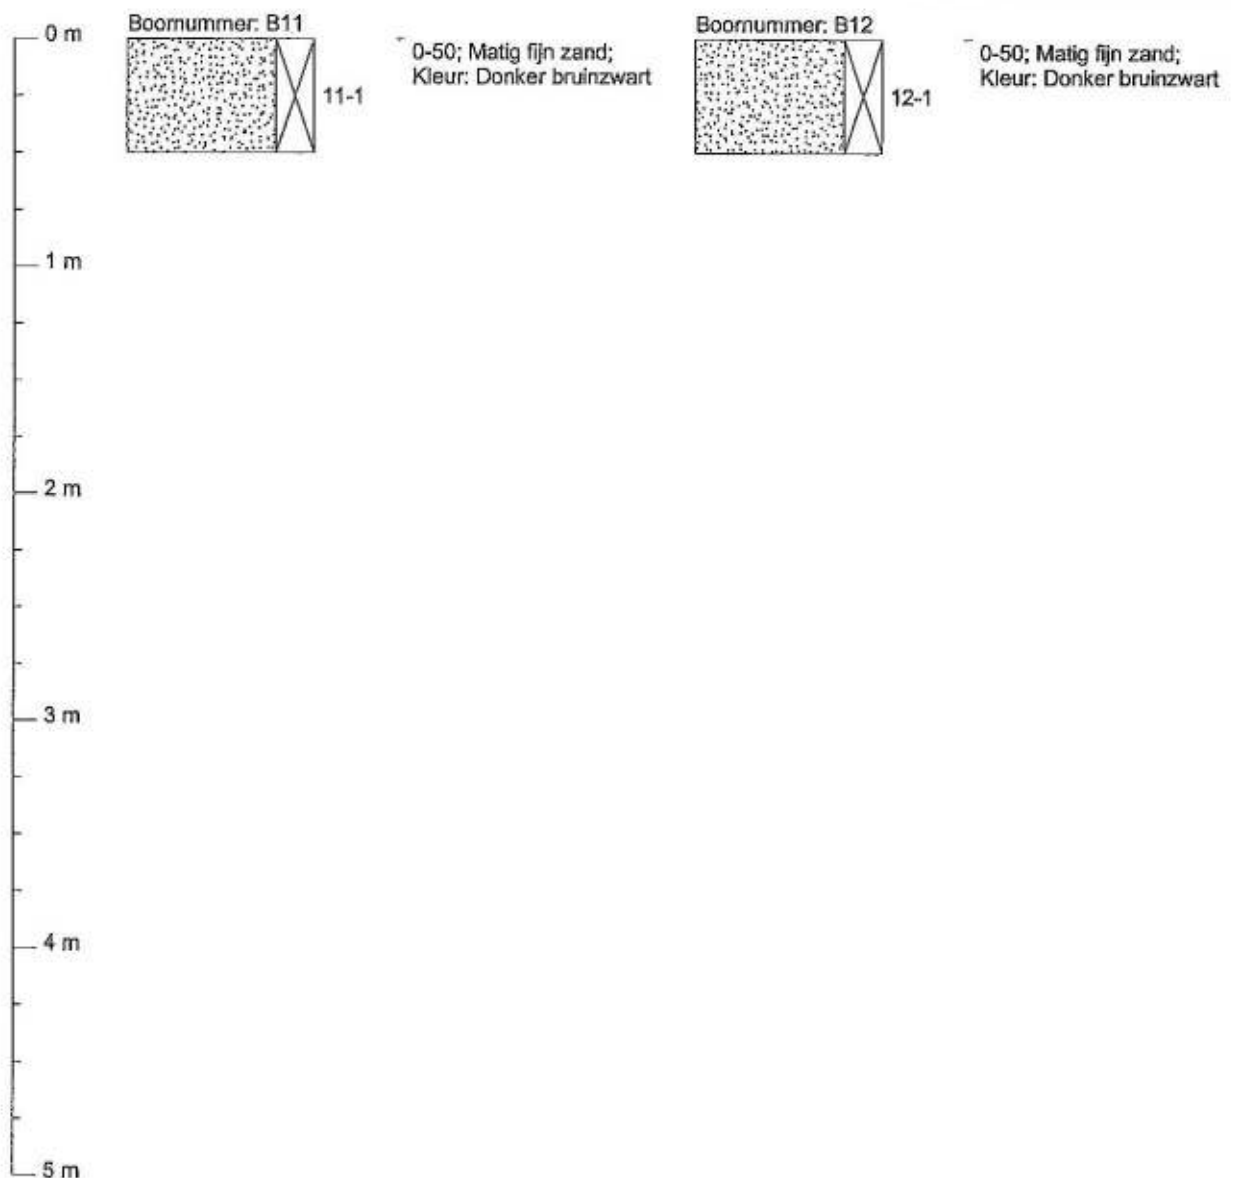 Boornummer: B11
0-50; Matig fijn zand;
Kleur: Donker bruinzwart
11-1
Boornummer: B12
0-50; Matig fijn zand;
Kleur: Donker bruinzwart
12-1
0 m
1 m
2 m
3 m
4 m
5 m